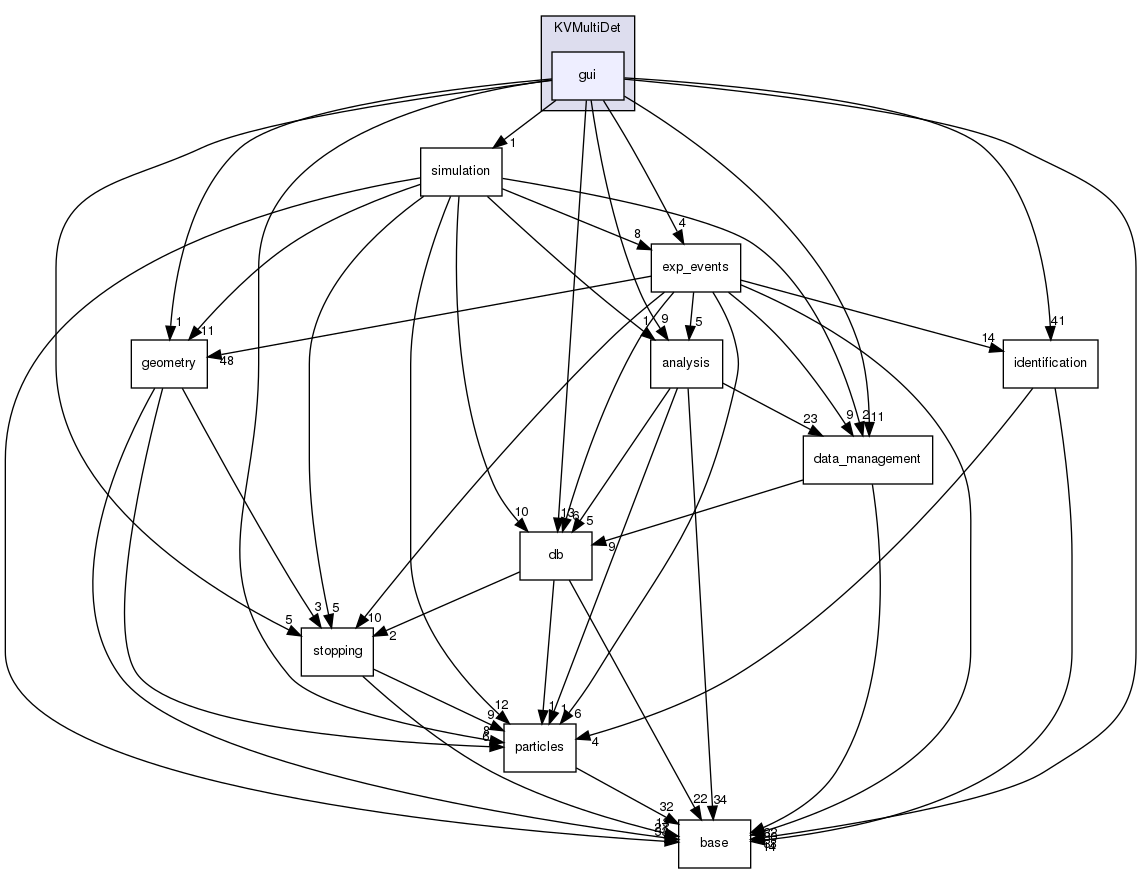 KVMultiDet
gui
1
simulation
8
4
exp_events
1
11
48
1
9
5
14
41
geometry
analysis
identification
23
9
2
11
data_management
10
13
6
5
9
db
5
3
5
10
2
stopping
12
9
1
1
6
4
particles
32
22
34
14
base